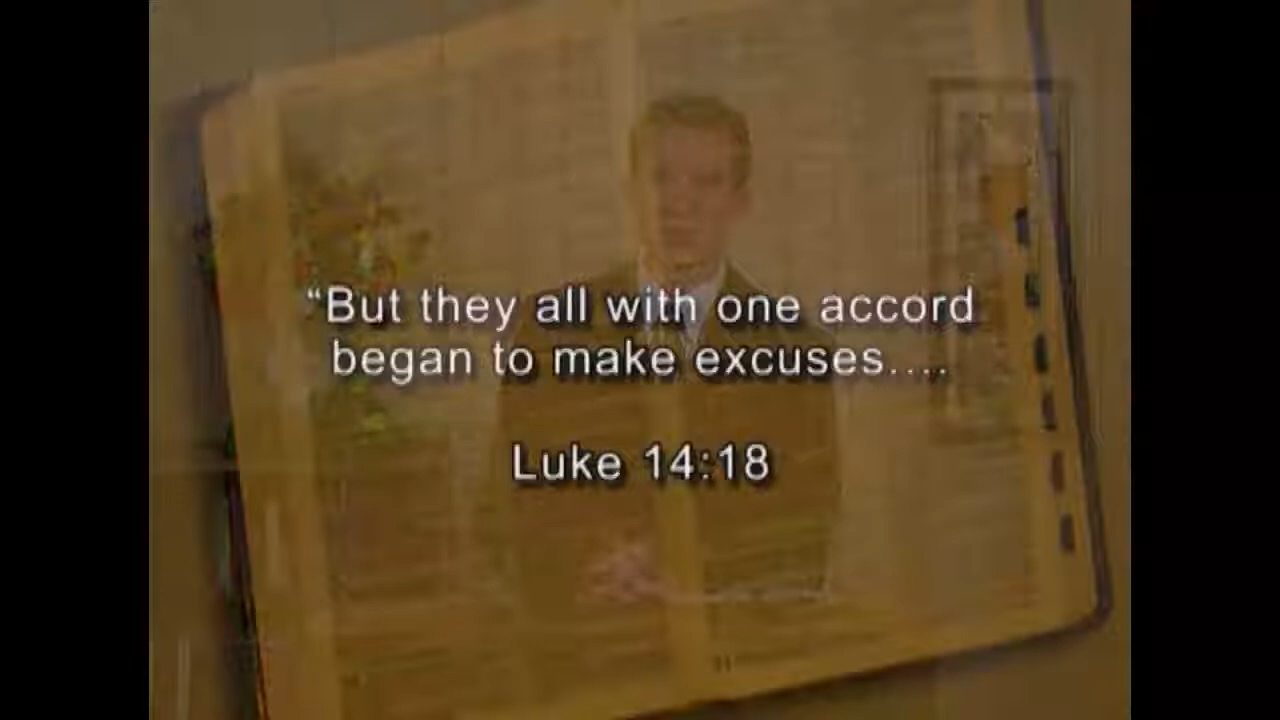 “But they all with one accord
began to make excuses....
Luke 14:18